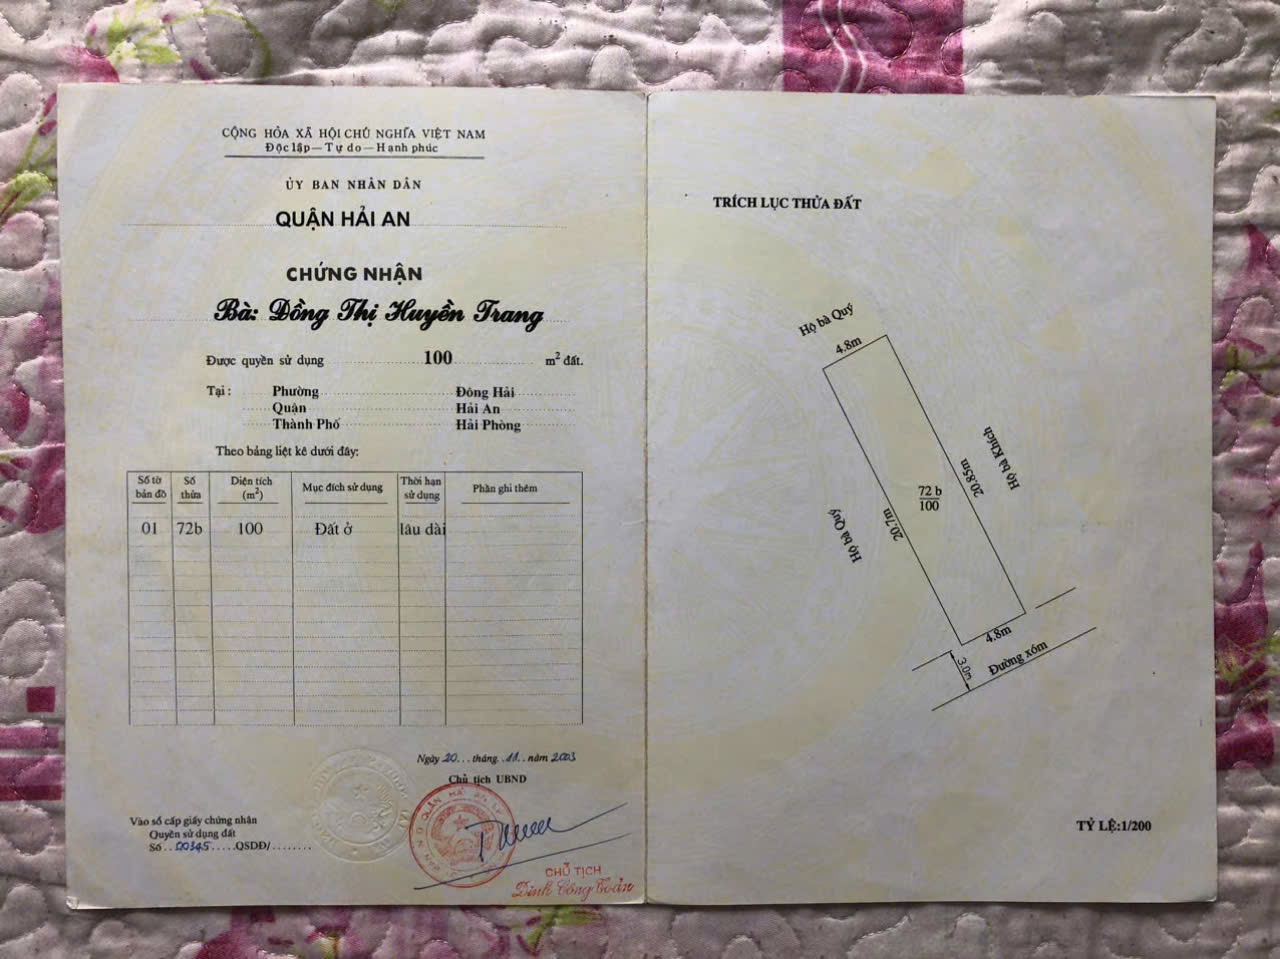 CỘNG HÒA XÃ HỘI CHỦ NGHĨA VIỆT NAM
Độc lập - Tự do - Hạnh phúc
ỦY BAN NHÂN DÂN
QUẬN HẢI AN
CHỨNG NHẬN
Bà: Đồng Thị Huyền Trang
Được quyền sử dụng 100 m² đất.
Tại: Phường Đông Hải
Quận Hải An
Thành Phố Hải Phòng
Theo bảng liệt kê dưới đây:
Số tờ bản đồ Số thửa Diện tích (m²) Mục đích sử dụng Thời hạn sử dụng Phần ghi thêm
01 72b 100 Đất ở lâu dài
Ngày 20 tháng 11 năm 2003
Chủ tịch UBND
Vào sổ cấp giấy chứng nhận
Quyền sử dụng đất
Số 00345 QSDĐ/........
QUẬN HẢI AN
CHỦ TỊCH
Đinh Công Toản
TRÍCH LỤC THỬA ĐẤT
Hộ bà Quý
4.8m
Hộ bà Khích
20.85m
72 b
100
20.7m
Hộ bà Quý
4.8m
3.0m
Đường xóm
TỶ LỆ:1/200